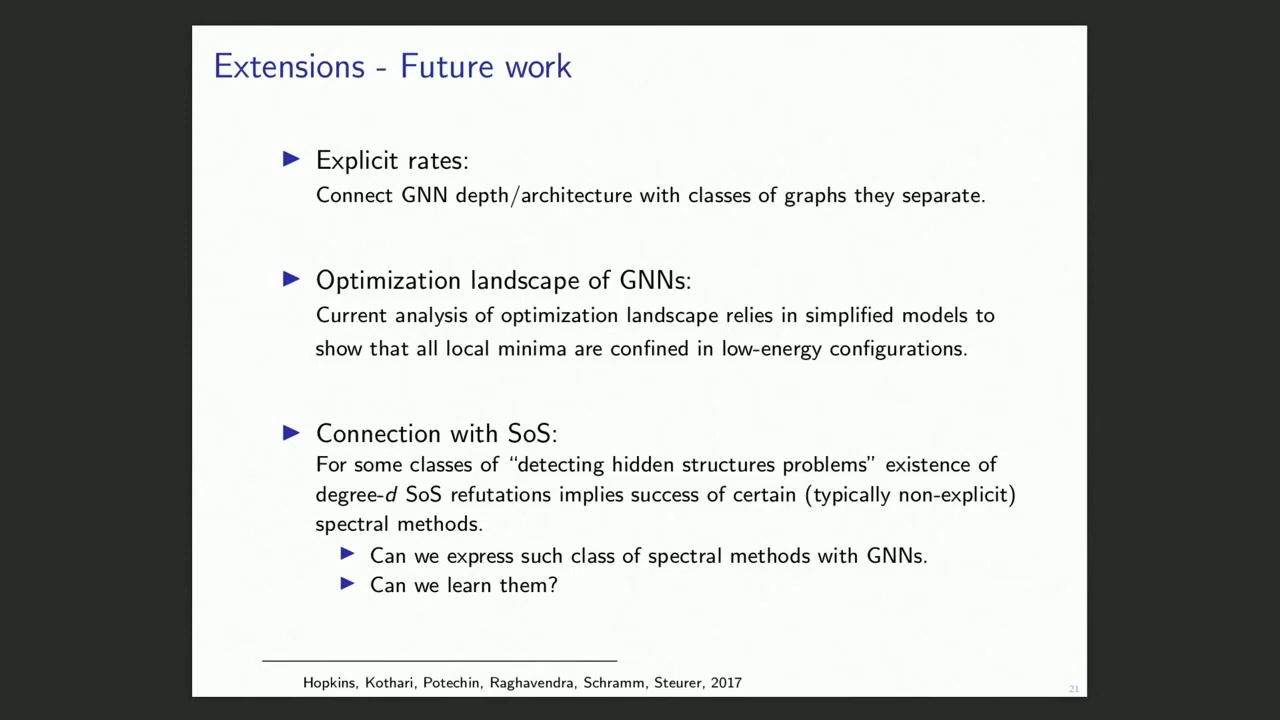 Extensions - Future work
▶ Explicit rates:
Connect GNN depth/architecture with classes of graphs they separate.
▶ Optimization landscape of GNNs:
Current analysis of optimization landscape relies in simplified models to
show that all local minima are confined in low-energy configurations.
▶ Connection with SoS:
For some classes of “detecting hidden structures problems” existence of
degree-d SoS refutations implies success of certain (typically non-explicit)
spectral methods.
▶ Can we express such class of spectral methods with GNNs.
▶ Can we learn them?
Hopkins, Kothari, Potechin, Raghavendra, Schramm, Steurer, 2017
21